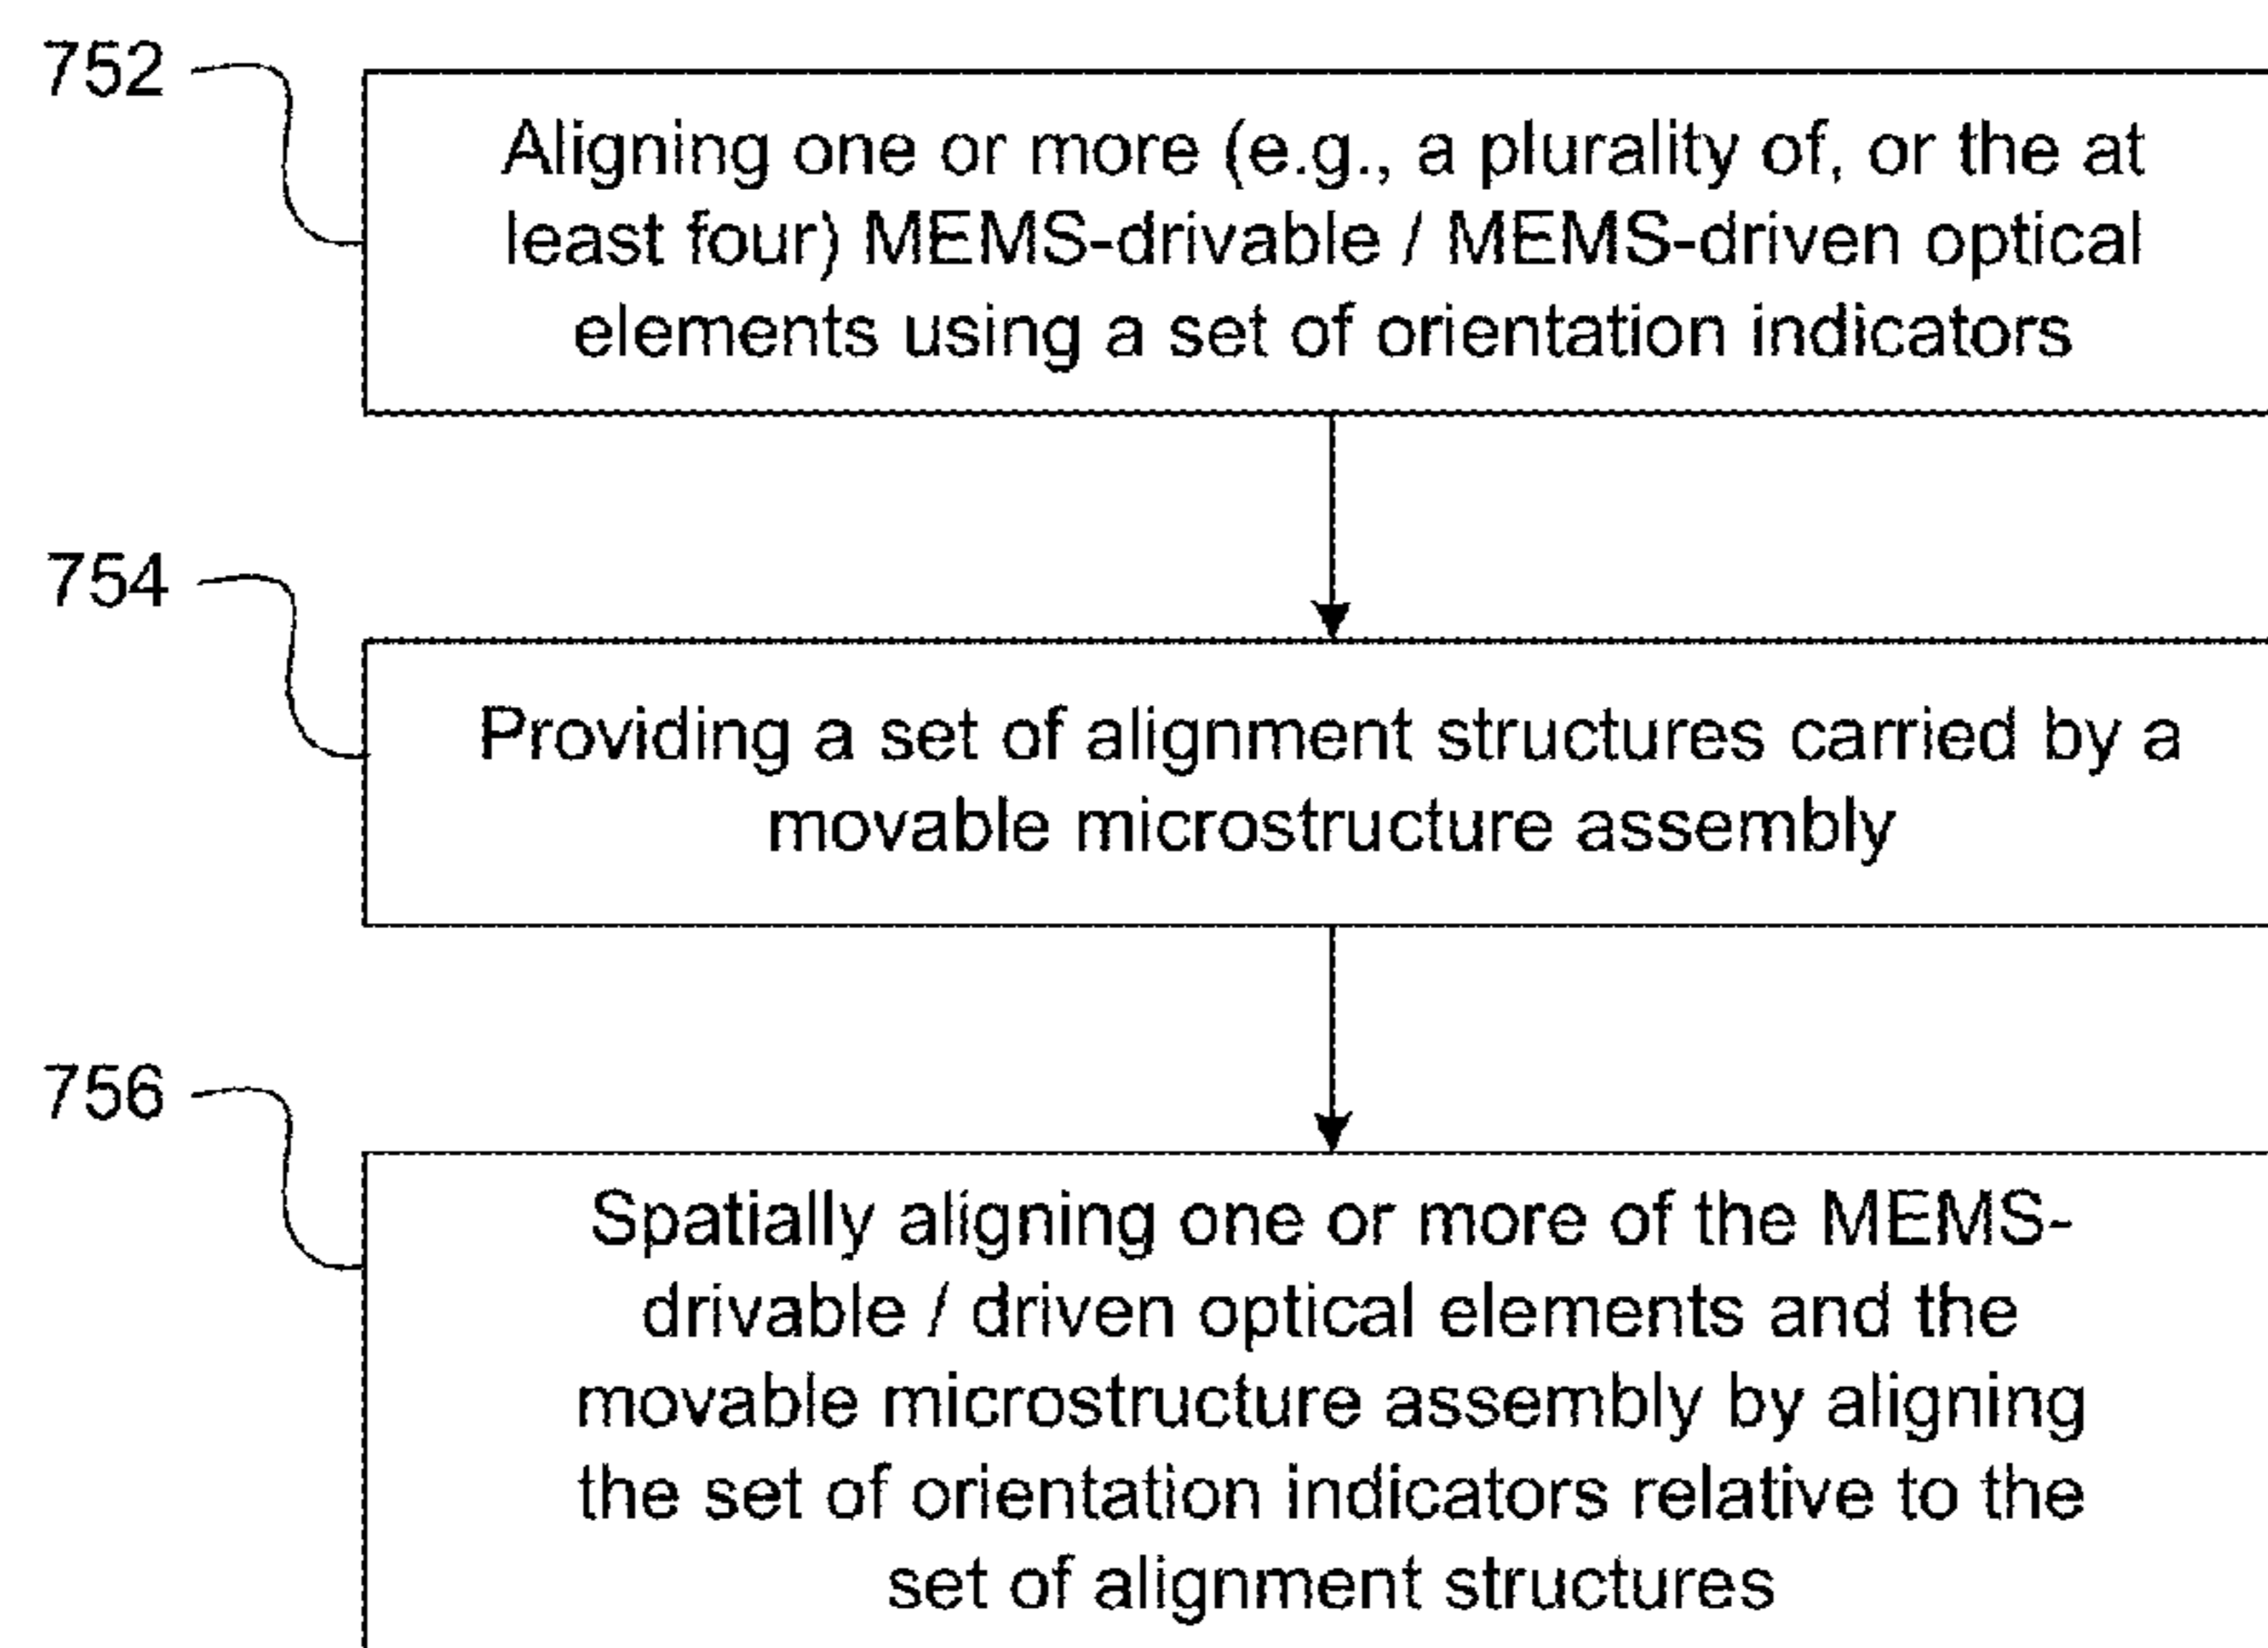 752
Aligning one or more (e.g., a plurality of, or the at
least four) MEMS-drivable / MEMS-driven optical
elements using a set of orientation indicators
754
Providing a set of alignment structures carried by a
movable microstructure assembly
756
Spatially aligning one or more of the MEMS-
drivable / driven optical elements and the
movable microstructure assembly by aligning
the set of orientation indicators relative to the
set of alignment structures